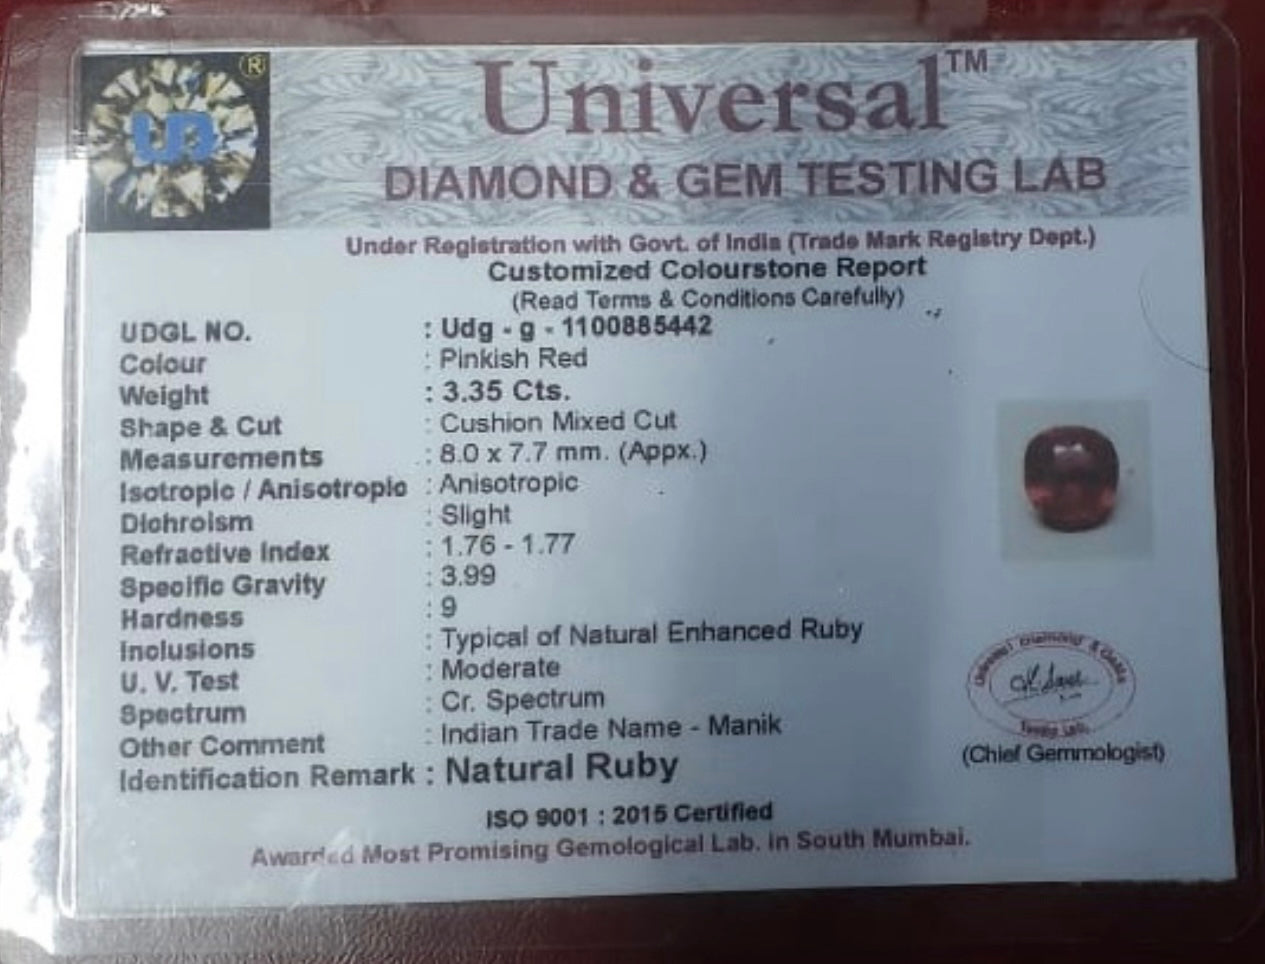 UD ®
Universal™
DIAMOND & GEM TESTING LAB
Under Registration with Govt. of India (Trade Mark Registry Dept.)
Customized Colourstone Report
(Read Terms & Conditions Carefully)
UDGL NO. : Udg - g - 1100885442
Colour : Pinkish Red
Weight : 3.35 Cts.
Shape & Cut : Cushion Mixed Cut
Measurements : 8.0 x 7.7 mm. (Appx.)
Isotropic / Anisotropic : Anisotropic
Dichroism : Slight
Refractive Index : 1.76 - 1.77
Specific Gravity : 3.99
Hardness : 9
Inclusions : Typical of Natural Enhanced Ruby
U. V. Test : Moderate
Spectrum : Cr. Spectrum
Other Comment : Indian Trade Name - Manik
Identification Remark : Natural Ruby
Universal Diamond &
Testing Lab.
(Chief Gemmologist)
ISO 9001 : 2015 Certified
Awarded Most Promising Gemological Lab. in South Mumbai.